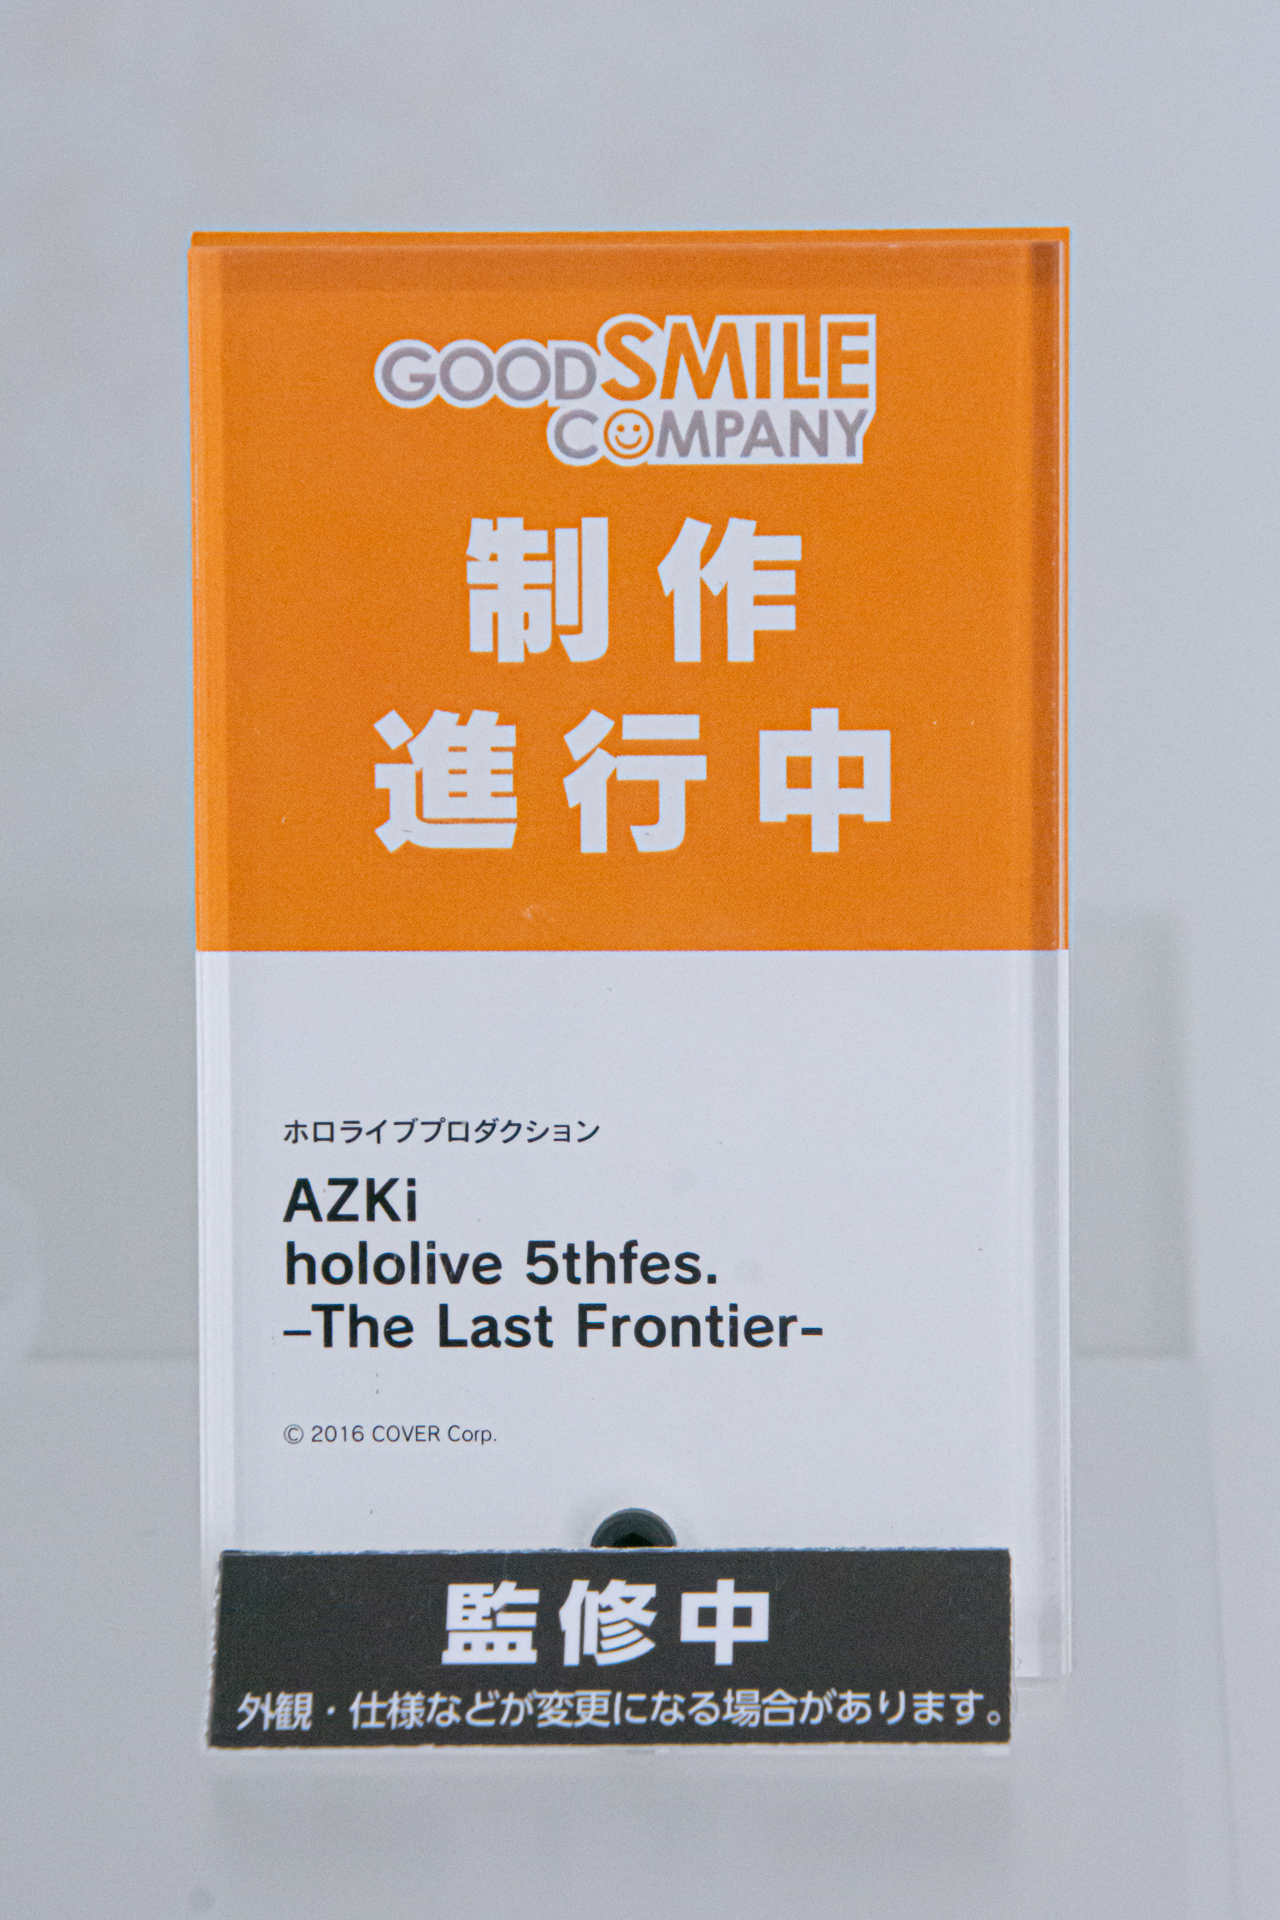 GOOD SMILE
COMPANY
制作
進行中
ホロライブプロダクション
AZKi
hololive 5thfes.
–The Last Frontier-
© 2016 COVER Corp.
監修中
外観・仕様などが変更になる場合があります。